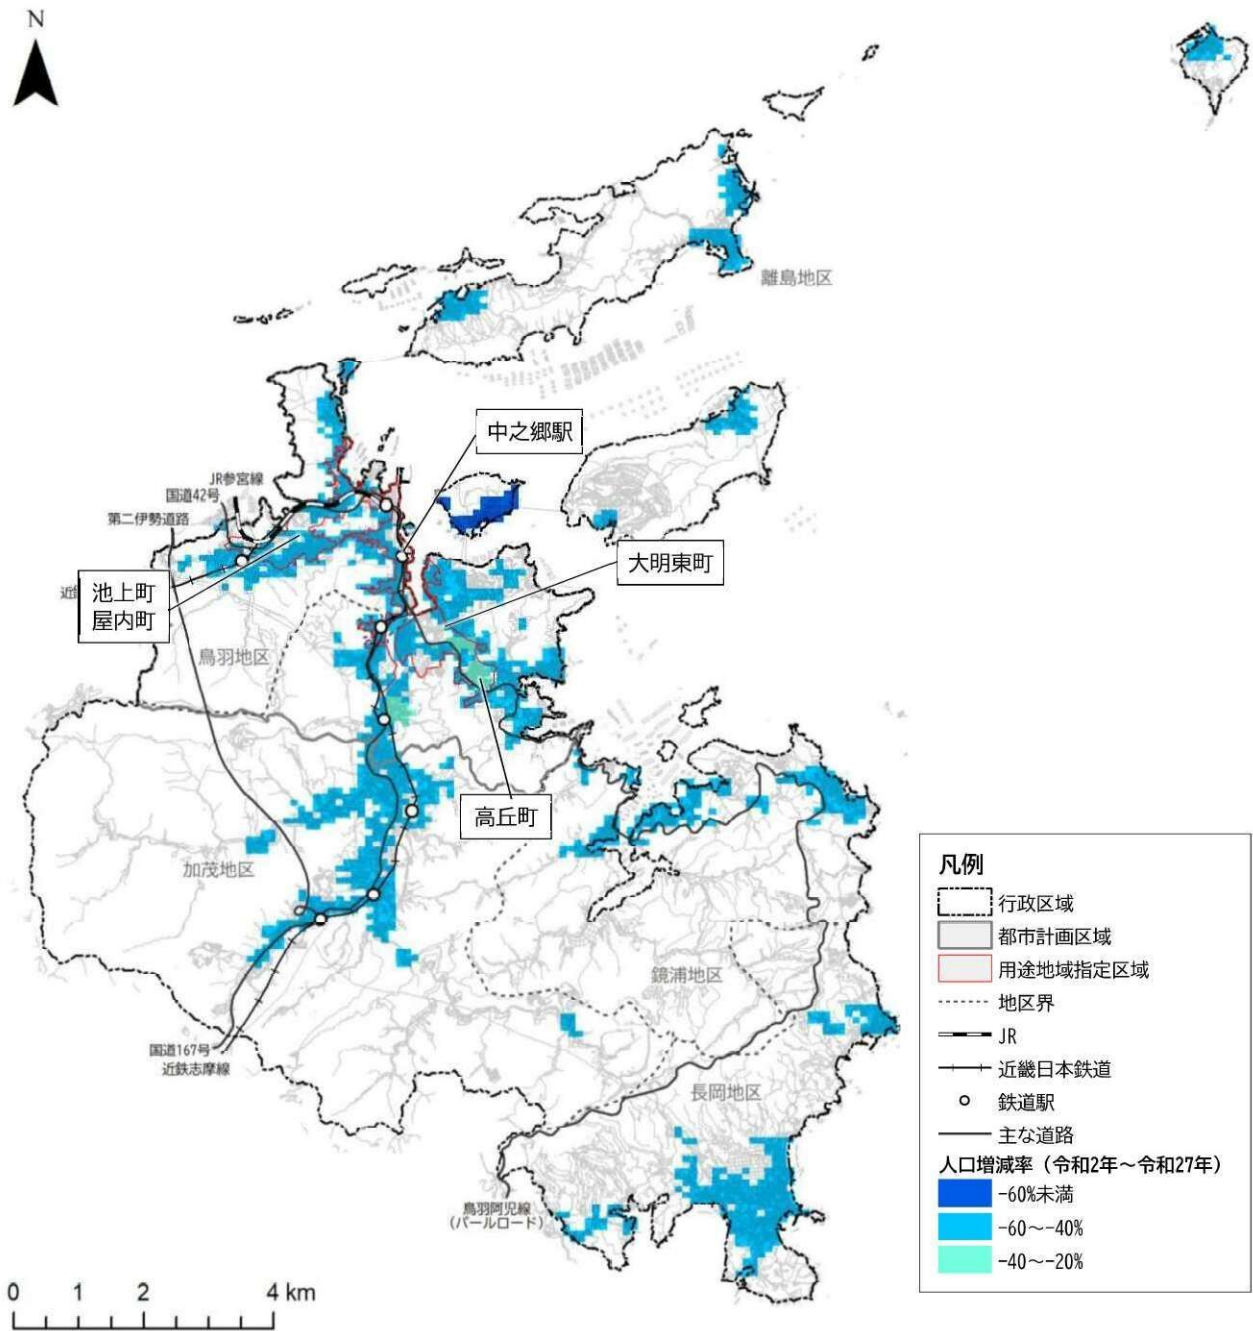 N
離島地区
中之郷駅
JR参宮線
国道42号
第二伊勢道路
大明東町
近
池上町
屋内町
鳥羽地区
高丘町
加茂地区
鏡浦地区
国道167号
近鉄志摩線
長岡地区
鳥羽阿児線
(パールロード)
凡例
行政区域
都市計画区域
用途地域指定区域
地区界
JR
近畿日本鉄道
鉄道駅
主な道路
人口増減率（令和2年～令和27年）
-60%未満
-60～-40%
-40～-20%
0 1 2 4 km